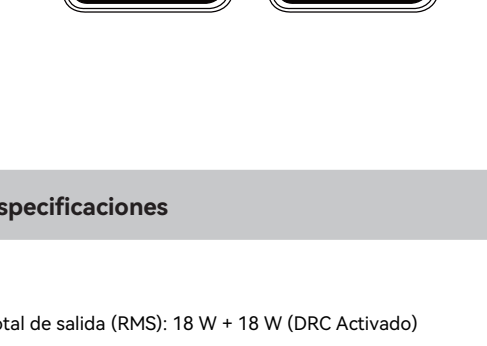 specificaciones
otal de salida (RMS): 18 W + 18 W (DRC Activado)